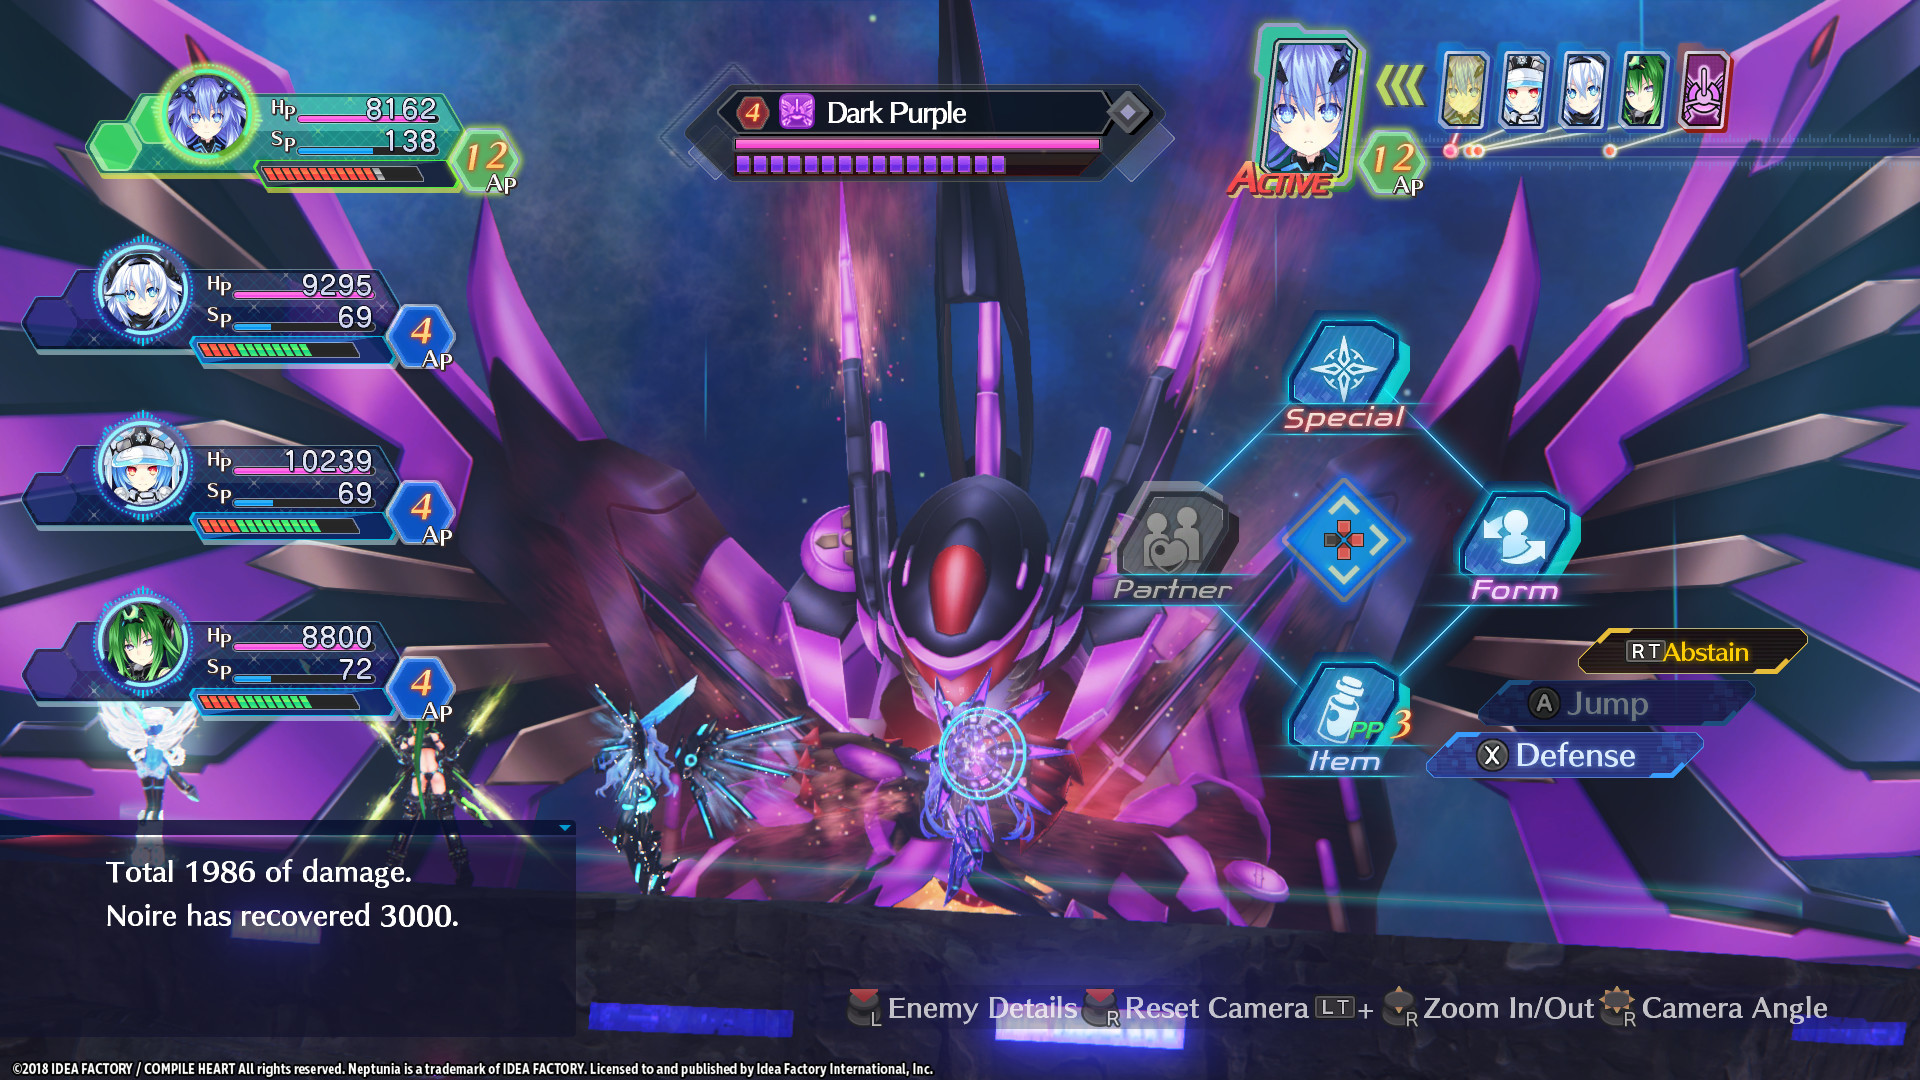 HP 8162
SP 138
12 AP
4 Dark Purple
ACTIVE
12 AP
HP 9295
SP 69
4 AP
HP 10239
SP 69
4 AP
HP 8800
SP 72
4 AP
Special
Partner
Form
PP 3
Item
RT Abstain
A Jump
X Defense
Total 1986 of damage.
Noire has recovered 3000.
L Enemy Details R Reset Camera LT + R Zoom In/Out R Camera Angle
©2018 IDEA FACTORY / COMPILE HEART All rights reserved. Neptunia is a trademark of IDEA FACTORY. Licensed to and published by Idea Factory International, Inc.